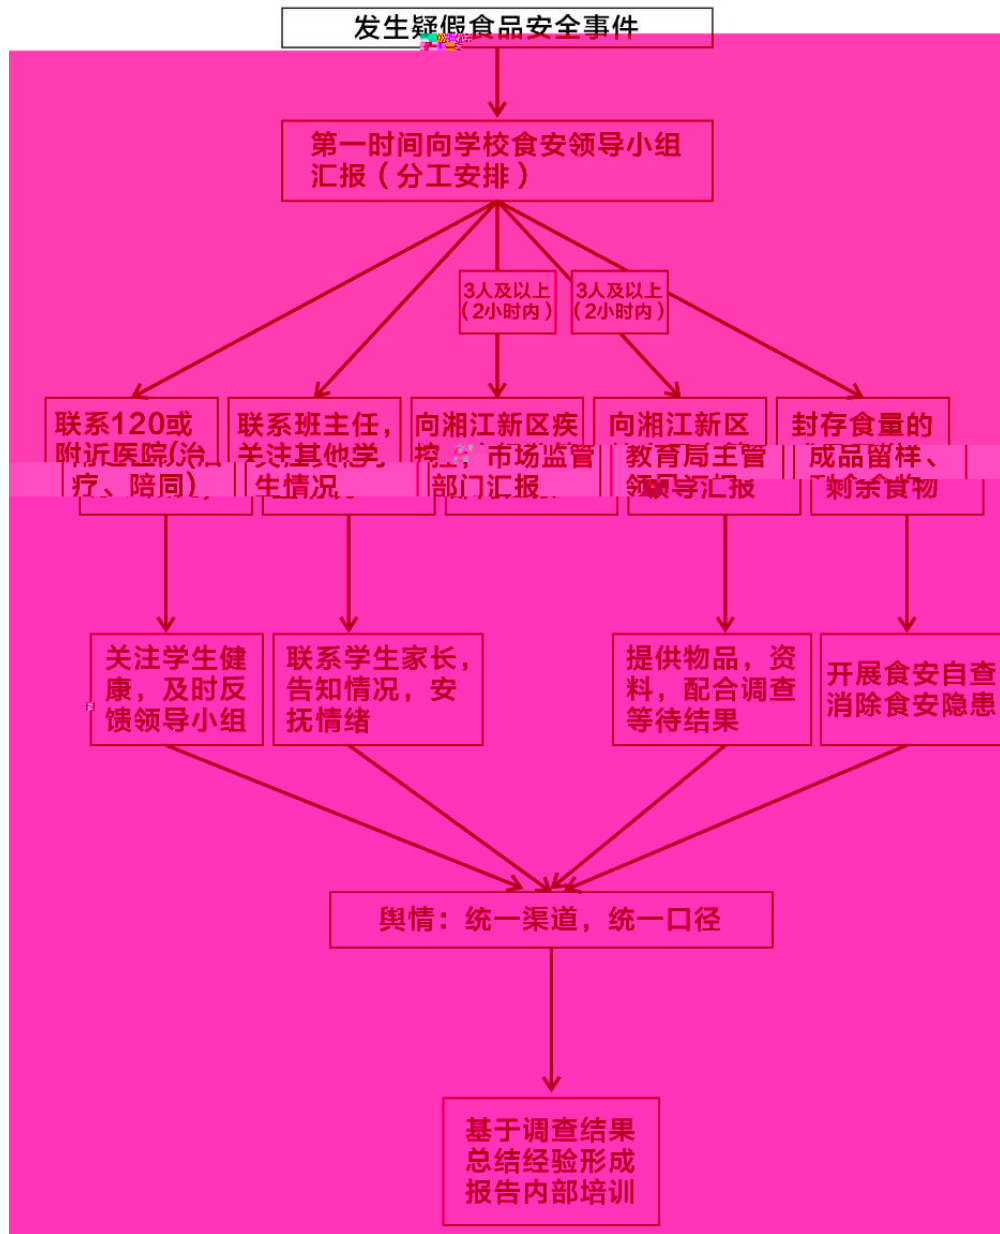 发生疑假食品安全事件
第一时间向学校食安领导小组
汇报（分工安排）
3人及以上
（2小时内）
3人及以上
（2小时内）
联系120或
附近医院(治
疗、陪同)
联系班主任，
关注其他学
生情况
向湘江新区疾
控 市场监管
部门汇报
向湘江新区
教育局主管
领导汇报
封存食量的
成品留样、
剩余食物
关注学生健
康，及时反
馈领导小组
联系学生家长，
告知情况，安
抚情绪
提供物品，资
料，配合调查
等待结果
开展食安自查
消除食安隐患
舆情：统一渠道，统一口径
基于调查结果
总结经验形成
报告内部培训